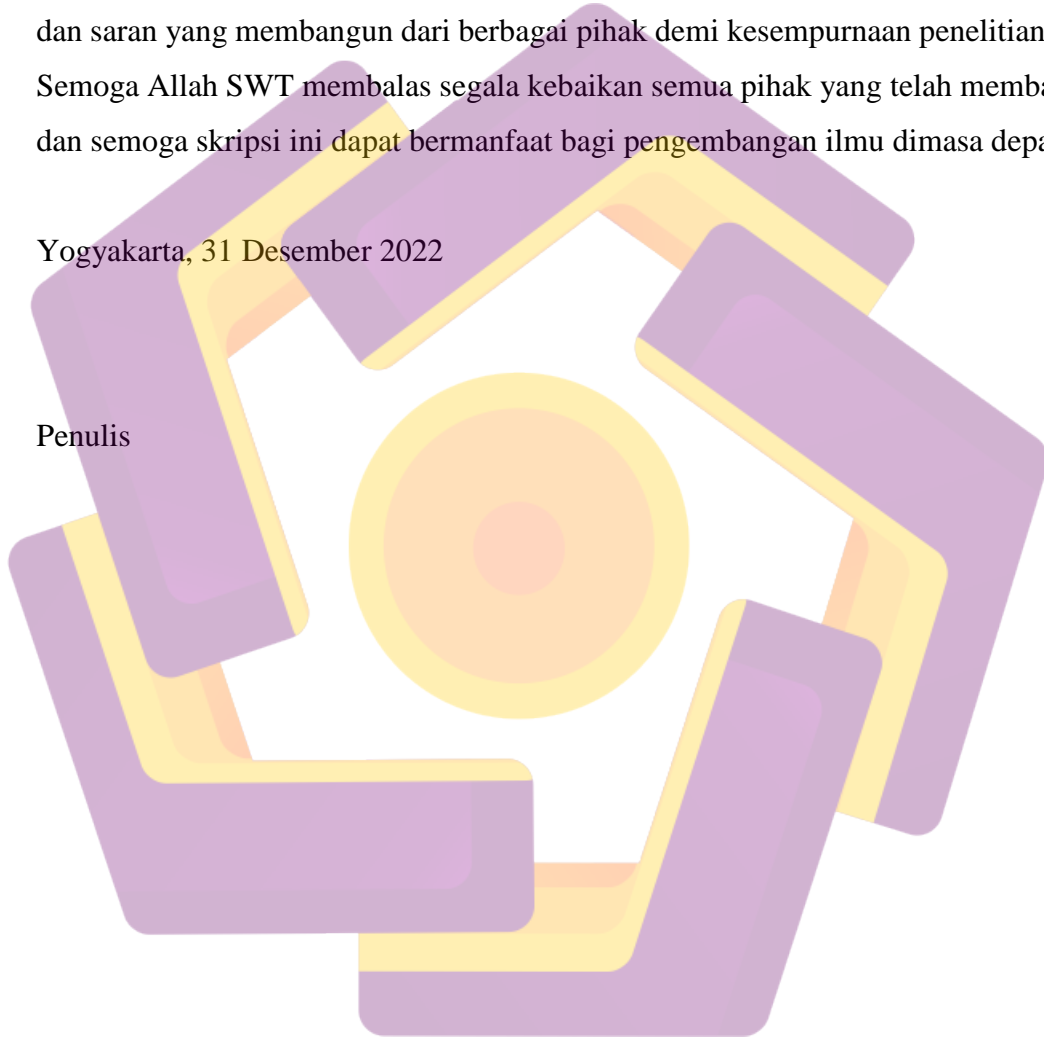 dan saran yang membangun dari berbagai pihak demi kesempurnaan penelitian
Semoga Allah SWT membalas segala kebaikan semua pihak yang telah memba
dan semoga skripsi ini dapat bermanfaat bagi pengembangan ilmu dimasa depa
Yogyakarta, 31 Desember 2022
Penulis